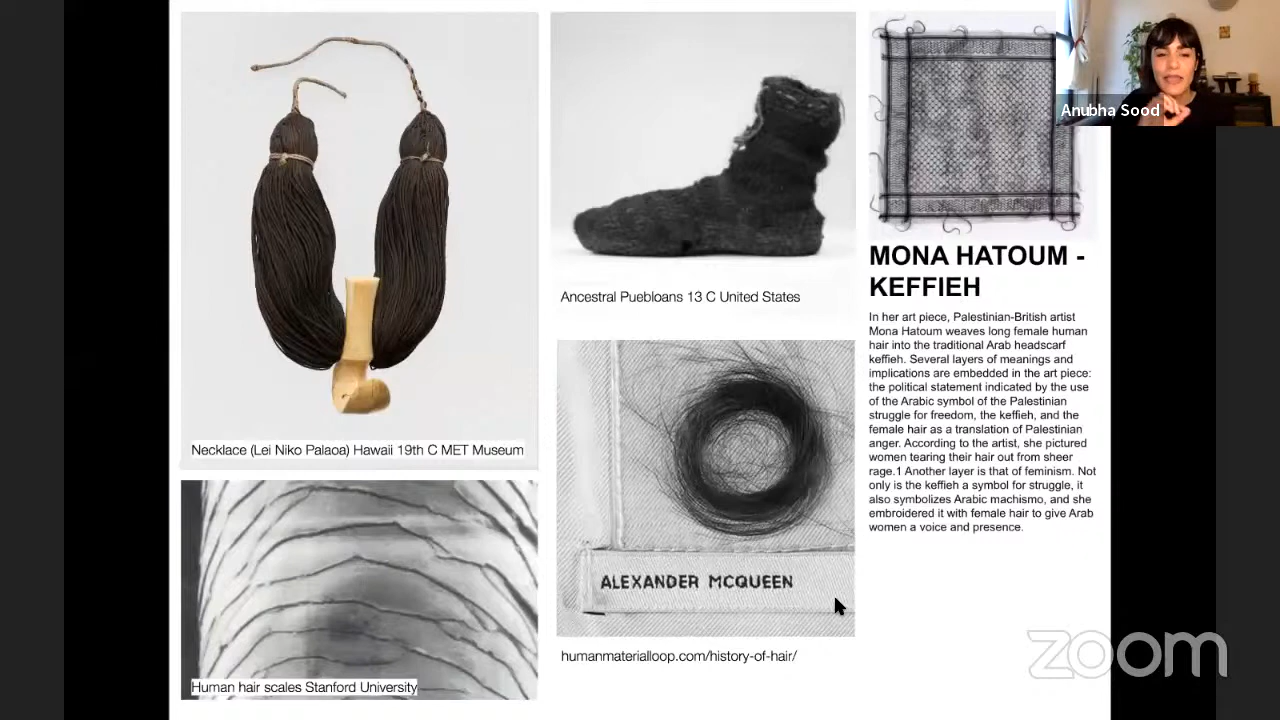 Anubha Sood
Necklace (Lei Niko Palaoa) Hawaii 19th C MET Museum
Human hair scales Stanford University
Ancestral Puebloans 13 C United States
ALEXANDER MCQUEEN
humanmaterialloop.com/history-of-hair/
MONA HATOUM -
KEFFIEH
In her art piece, Palestinian-British artist
Mona Hatoum weaves long female human
hair into the traditional Arab headscarf
keffieh. Several layers of meanings and
implications are embedded in the art piece:
the political statement indicated by the use
of the Arabic symbol of the Palestinian
struggle for freedom, the keffieh, and the
female hair as a translation of Palestinian
anger. According to the artist, she pictured
women tearing their hair out from sheer
rage.1 Another layer is that of feminism. Not
only is the keffieh a symbol for struggle, it
also symbolizes Arabic machismo, and she
embroidered it with female hair to give Arab
women a voice and presence.
zoom